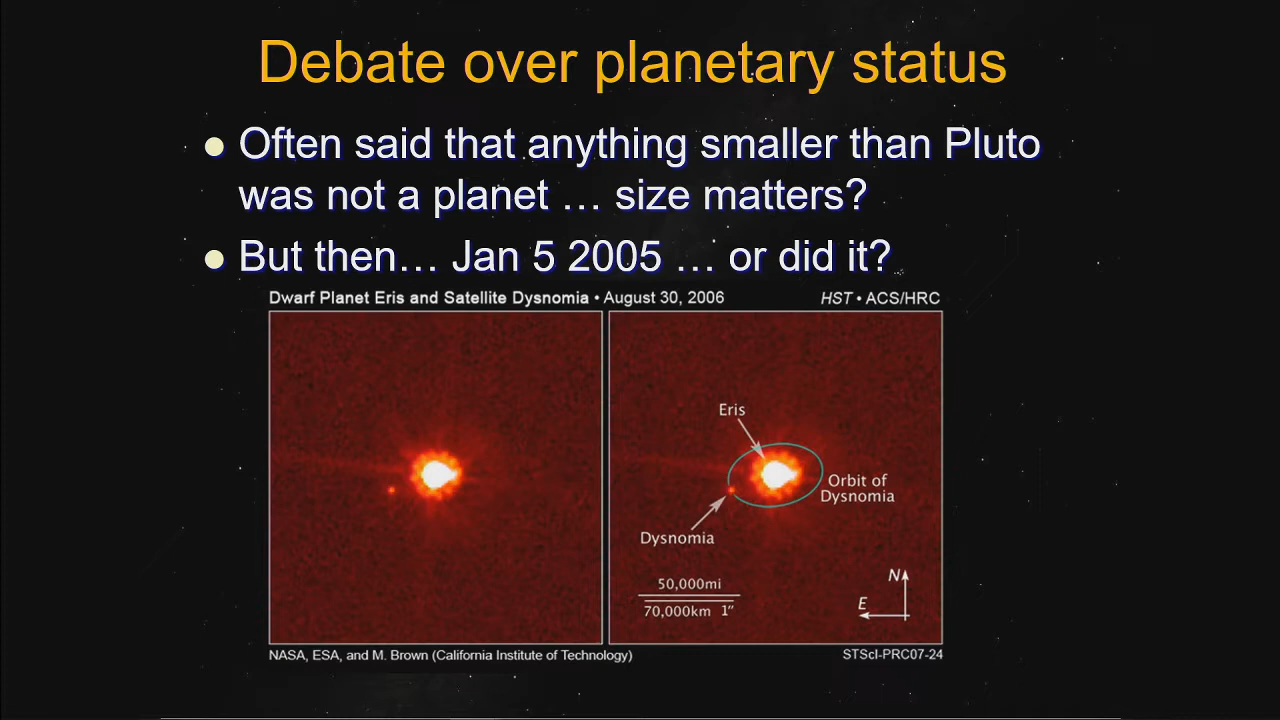 Debate over planetary status
Often said that anything smaller than Pluto
was not a planet … size matters?
But then… Jan 5 2005 … or did it?
Dwarf Planet Eris and Satellite Dysnomia • August 30, 2006
HST • ACS/HRC
Eris
Orbit of
Dysnomia
Dysnomia
50,000mi
70,000km 1″
N
E
NASA, ESA, and M. Brown (California Institute of Technology)
STScI-PRC07-24